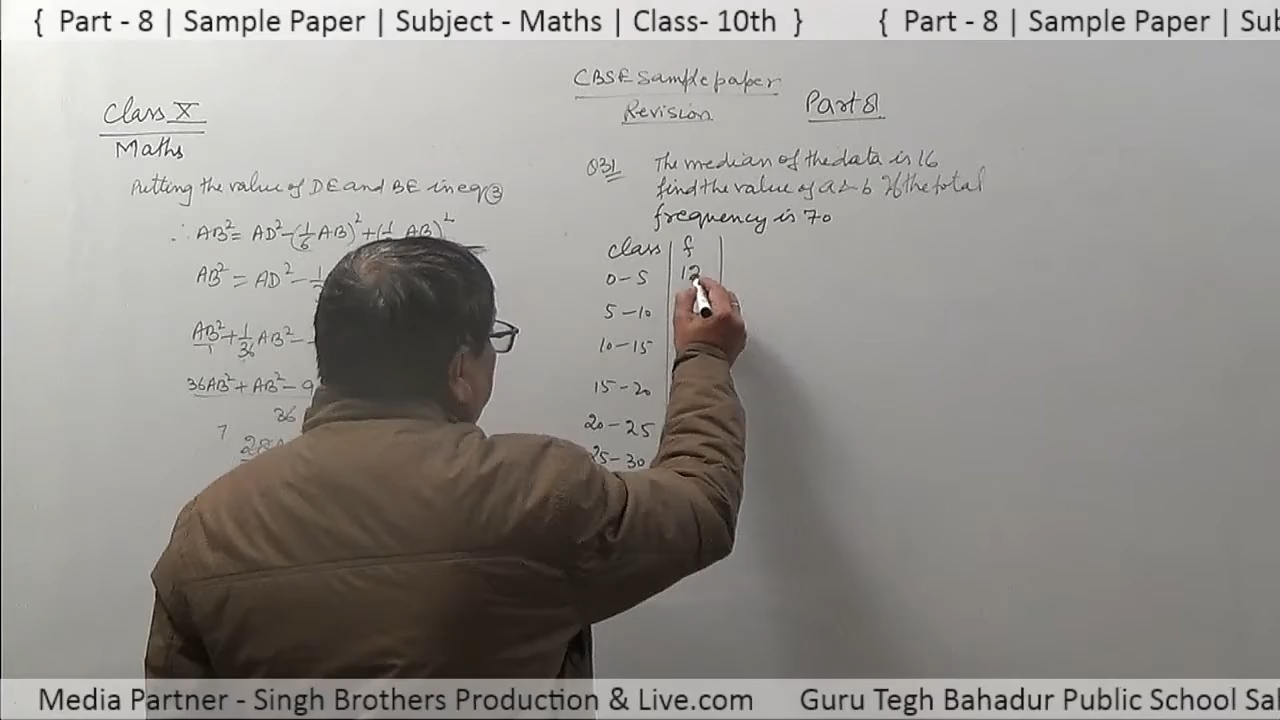 { Part - 8 | Sample Paper | Subject - Maths | Class- 10th } { Part - 8 | Sample Paper | Sub
CBSE Sample paper
Revision
Part 8
Class X
Maths
Putting the value of DE and BE in eq ③
∴ AB² = AD² - (1/6 AB)² + (1/ AB)²
AB² = AD² - 1
AB²/1 + 1/36 AB² -
36AB² + AB² - 9
36
7
28
Q31 The median of the data is 16
find the value of a & b If the total
frequency is 70
class f
0-5 12
5-10
10-15
15-20
20-25
25-30
Media Partner - Singh Brothers Production & Live.com Guru Tegh Bahadur Public School Sa